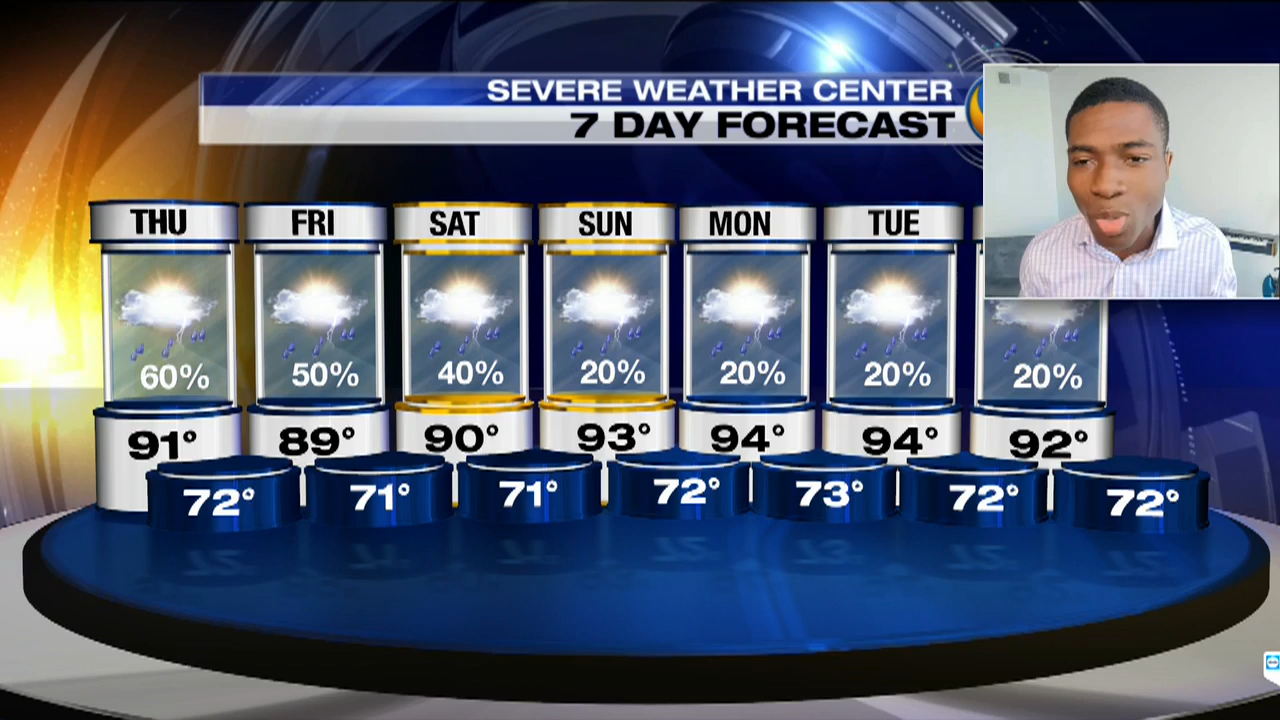 SEVERE WEATHER CENTER
7 DAY FORECAST
THU FRI SAT SUN MON TUE
60% 50% 40% 20% 20% 20% 20%
91° 89° 90° 93° 94° 94° 92°
72° 71° 71° 72° 73° 72° 72°